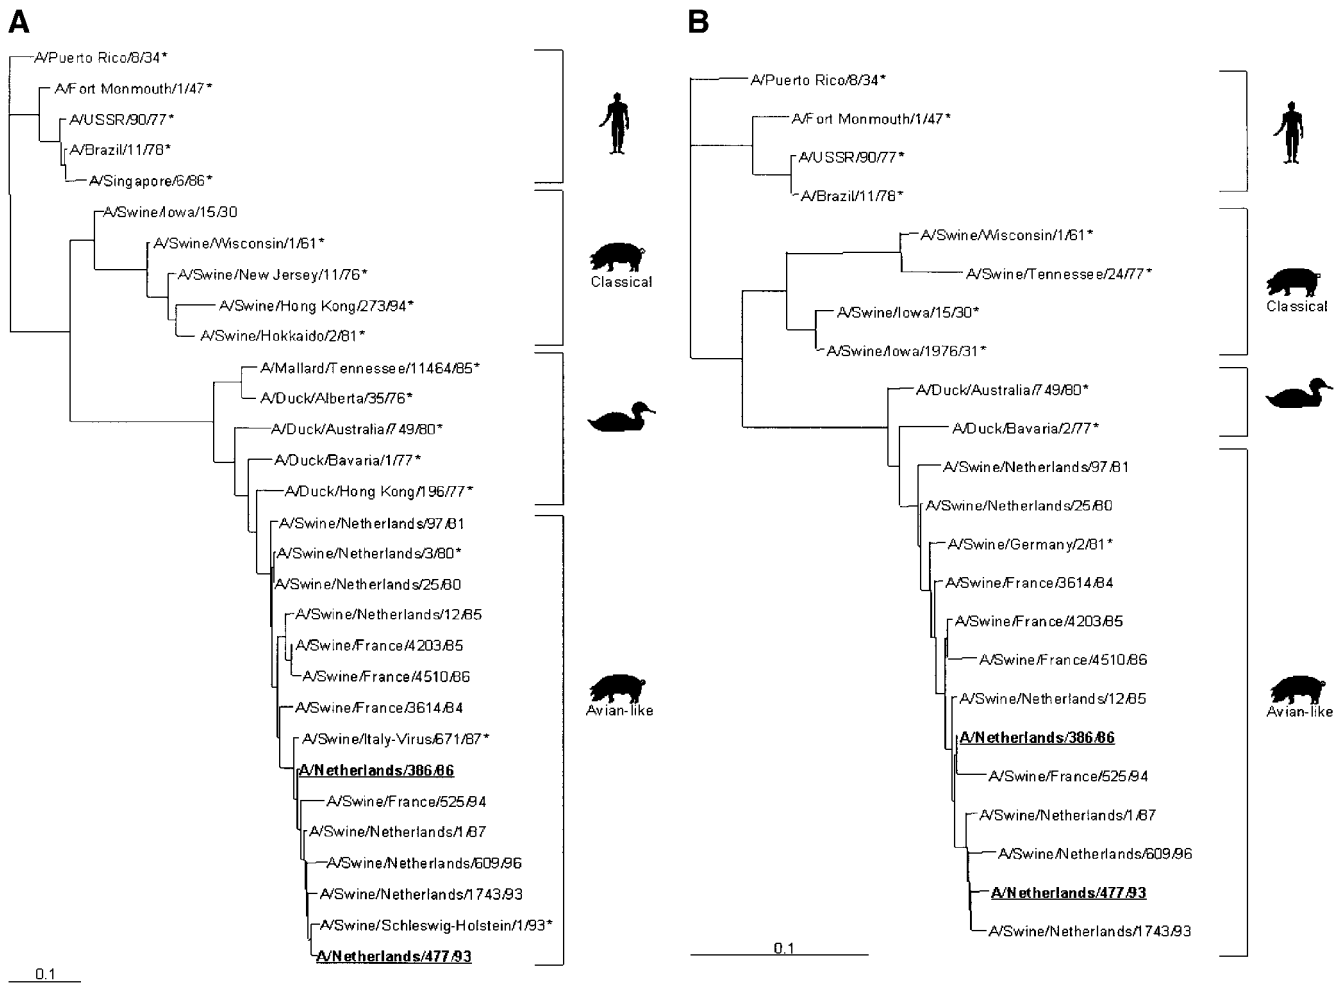 A
A/Puerto Rico/8/34*
A/Fort Monmouth/1/47*
A/USSR/90/77*
A/Brazil/11/78*
A/Singapore/6/86*
A/Swine/Iowa/15/30
A/Swine/Wisconsin/1/61*
A/Swine/New Jersey/11/76*
A/Swine/Hong Kong/273/94*
A/Swine/Hokkaido/2/81*
Classical
A/Mallard/Tennessee/11464/85*
A/Duck/Alberta/35/76*
A/Duck/Australia/749/80*
A/Duck/Bavaria/1/77*
A/Duck/Hong Kong/196/77*
A/Swine/Netherlands/97/81
A/Swine/Netherlands/3/80*
A/Swine/Netherlands/25/80
A/Swine/Netherlands/12/85
A/Swine/France/4203/85
A/Swine/France/4510/86
A/Swine/France/3614/84
A/Swine/Italy-Virus/671/87*
A/Netherlands/386/86
A/Swine/France/525/94
A/Swine/Netherlands/1/87
A/Swine/Netherlands/609/96
A/Swine/Netherlands/1743/93
A/Swine/Schleswig-Holstein/1/93*
A/Netherlands/477/93
Avian-like
0.1
B
A/Puerto Rico/8/34*
A/Fort Monmouth/1/47*
A/USSR/90/77*
A/Brazil/11/78*
A/Swine/Wisconsin/1/61*
A/Swine/Tennessee/24/77*
A/Swine/Iowa/15/30*
A/Swine/Iowa/1976/31*
Classical
A/Duck/Australia/749/80*
A/Duck/Bavaria/2/77*
A/Swine/Netherlands/97/81
A/Swine/Netherlands/25/80
A/Swine/Germany/2/81*
A/Swine/France/3614/84
A/Swine/France/4203/85
A/Swine/France/4510/86
A/Swine/Netherlands/12/85
A/Netherlands/386/86
A/Swine/France/525/94
A/Swine/Netherlands/1/87
A/Swine/Netherlands/609/96
A/Netherlands/477/93
A/Swine/Netherlands/1743/93
Avian-like
0.1